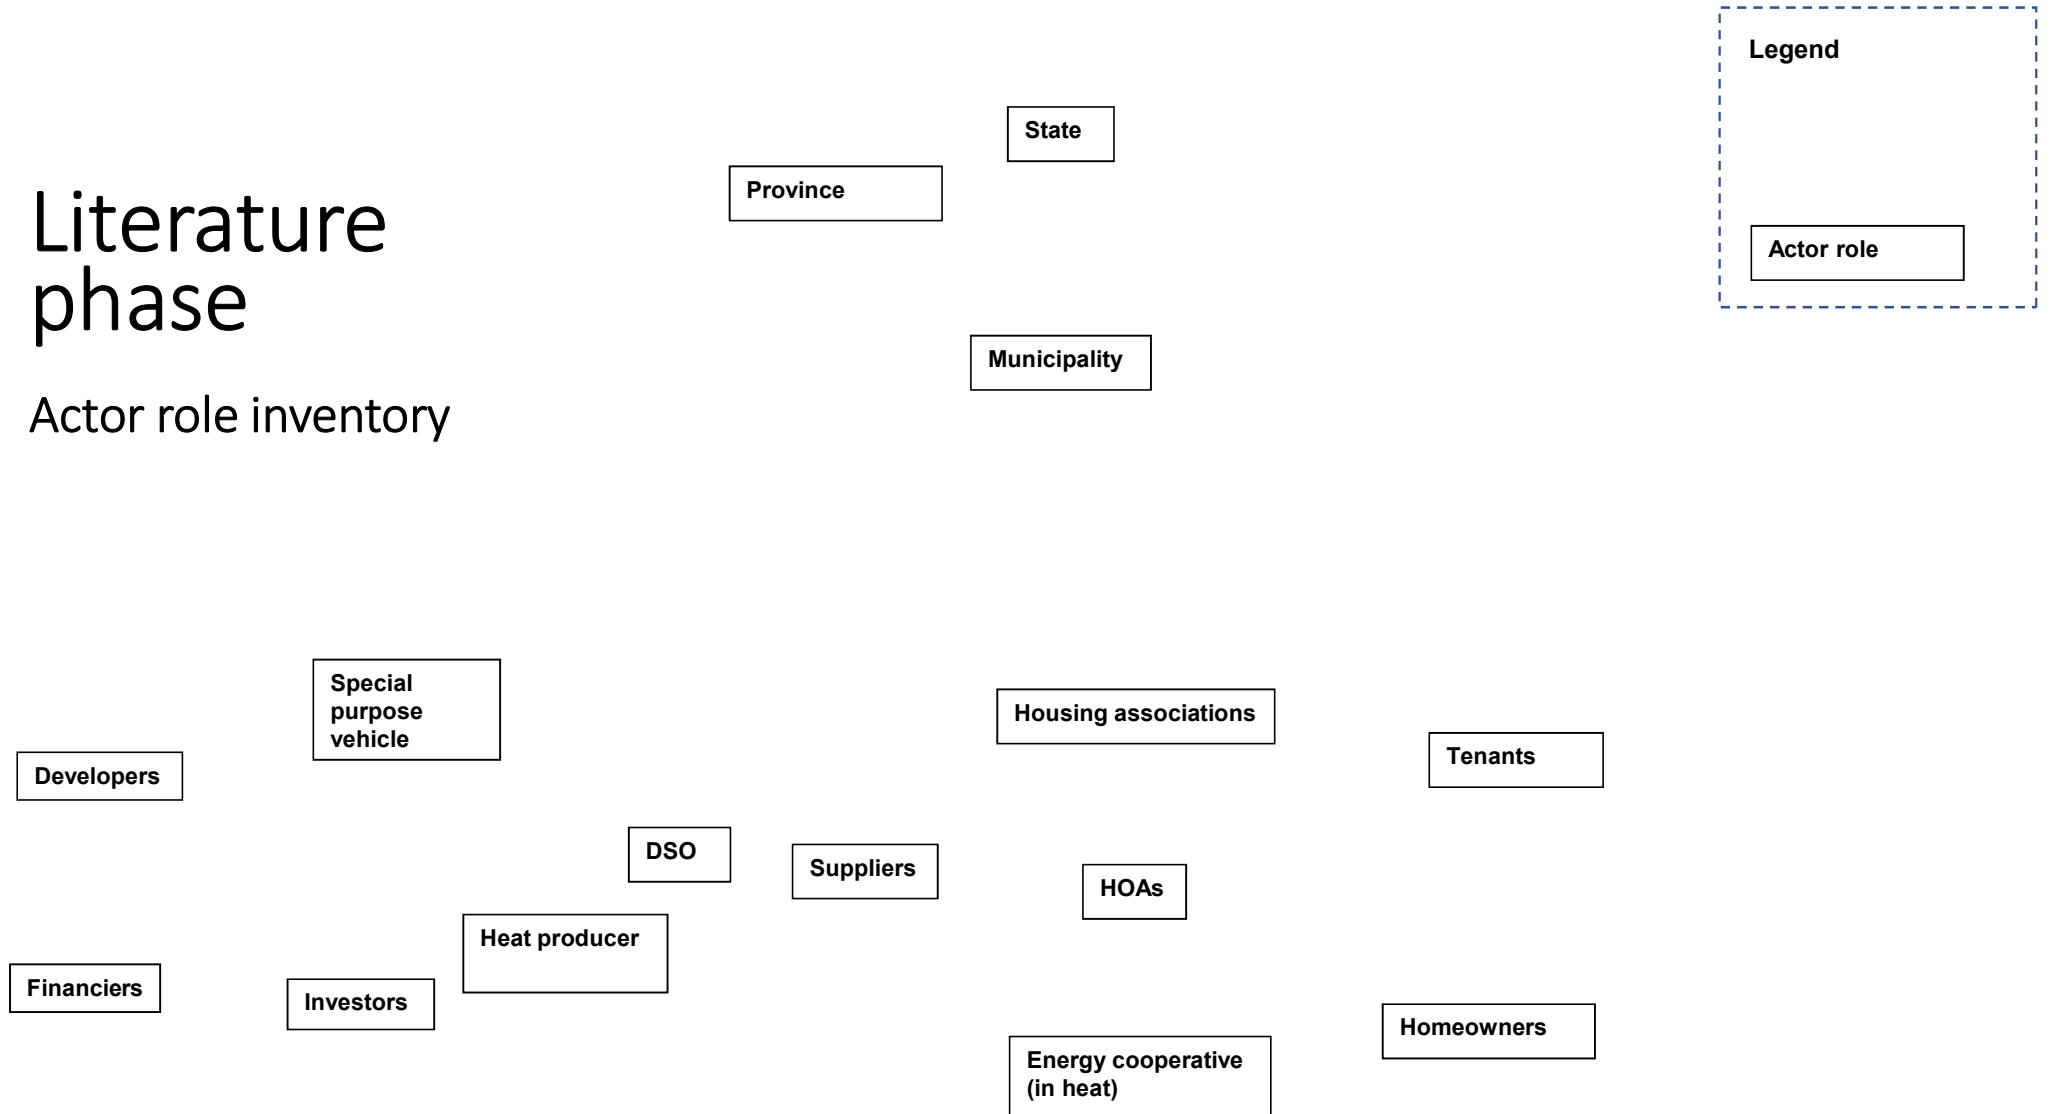 Legend
State
Province
Literature
phase
Actor role
Municipality
Actor role inventory
Special
purpose
vehicle
Housing associations
Tenants
Developers
DSO
Suppliers
HOAs
Heat producer
Financiers
Investors
Homeowners
Energy cooperative
(in heat)